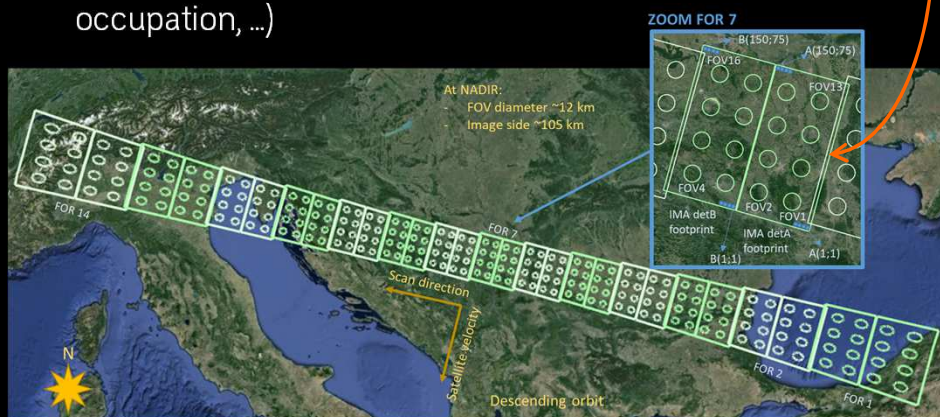 occupation, ...)
ZOOM FOR 7
B(150;75)
A(150;75)
FOV16
FOV13
At NADIR:
- FOV diameter ~12 km
- Image side ~105 km
FOV4
FOV2
FOV1
IMA detB
footprint
IMA detA
footprint
B(1;1)
A(1;1)
FOR 14
FOR 7
Scan direction
Satellite velocity
N
FOR 2
FOR 1
Descending orbit